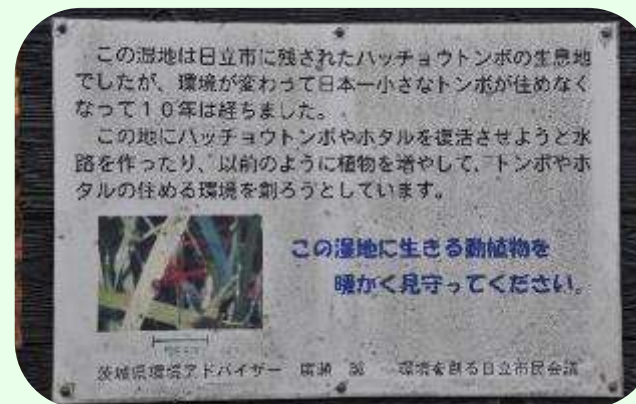 この湿地は日立市に残されたハッチョウトンボの生息地
でしたが、環境が変わって日本一小さなトンボが住めなく
なって10年は経ちました。
この地にハッチョウトンボやホタルを復活させようと水
路を作ったり、以前のように植物を増やして、トンボやホ
タルの住める環境を創ろうとしています。
この湿地に生きる動植物を
暖かく見守ってください。
茨城県環境アドバイザー 廣瀬 誠 環境を創る日立市民会議